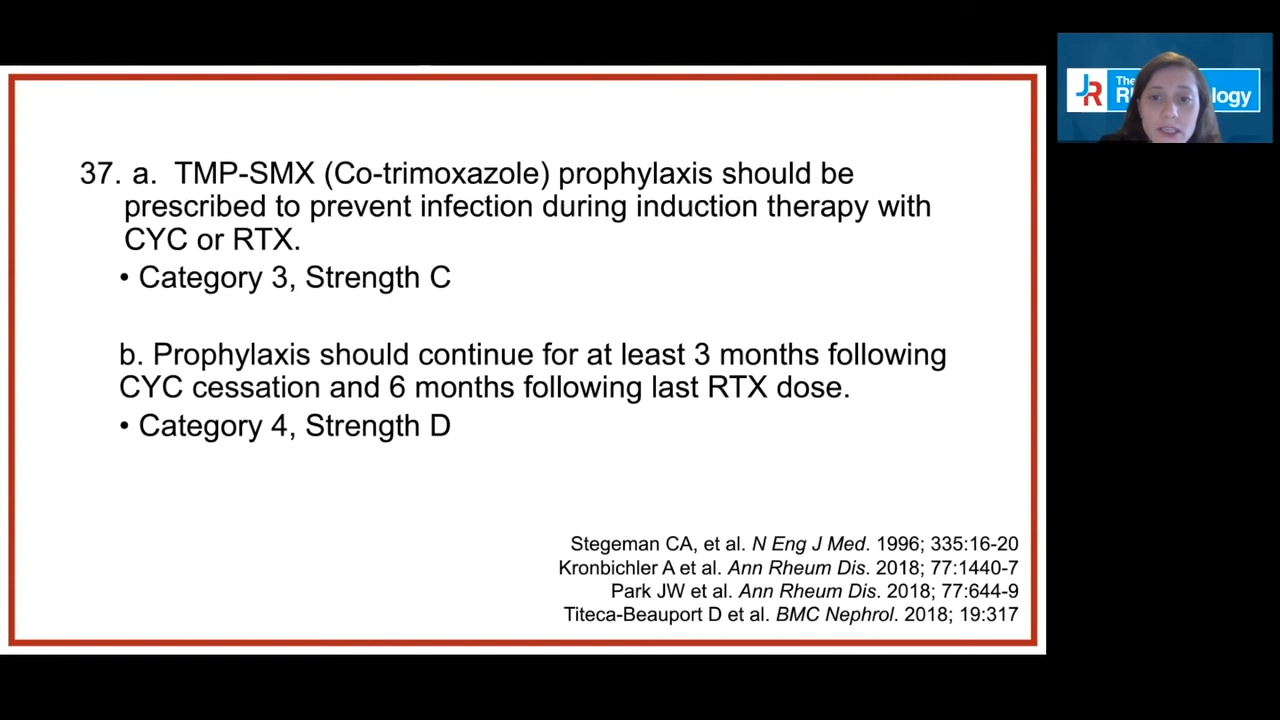 37. a. TMP-SMX (Co-trimoxazole) prophylaxis should be
prescribed to prevent infection during induction therapy with
CYC or RTX.
• Category 3, Strength C
b. Prophylaxis should continue for at least 3 months following
CYC cessation and 6 months following last RTX dose.
• Category 4, Strength D
Stegeman CA, et al. N Eng J Med. 1996; 335:16-20
Kronbichler A et al. Ann Rheum Dis. 2018; 77:1440-7
Park JW et al. Ann Rheum Dis. 2018; 77:644-9
Titeca-Beauport D et al. BMC Nephrol. 2018; 19:317
JR
The